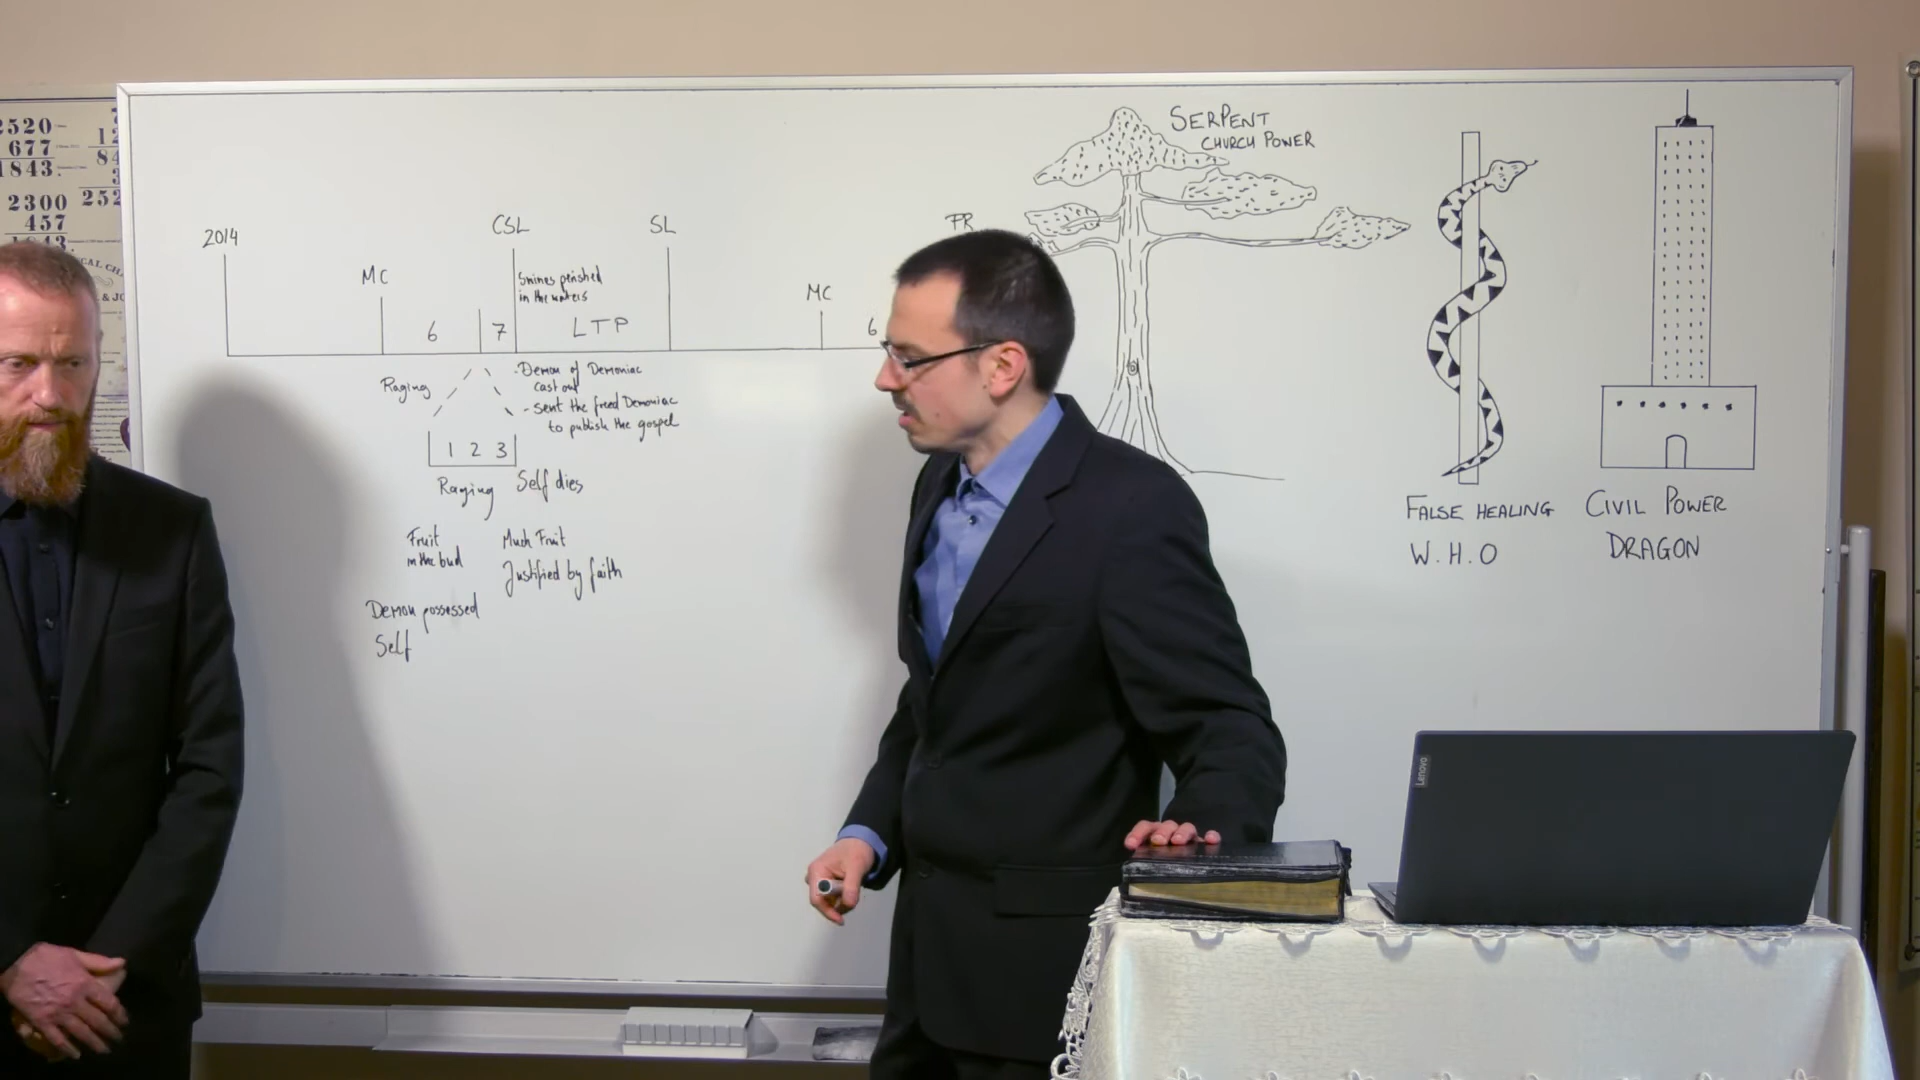 2520
677
1843
2300
457
1843
252
2014
MC
6
7
CSL
Swines perished
in the waters
LTP
SL
MC
6
PR
Raging
- Demon of Demoniac
cast out
- sent the freed Demoniac
to publish the gospel
1 2 3
Raging
Self dies
Fruit
in the bud
Much Fruit
Justified by faith
Demon possessed
Self
SERPENT
CHURCH POWER
FALSE HEALING
W.H.O
CIVIL POWER
DRAGON
Lenovo